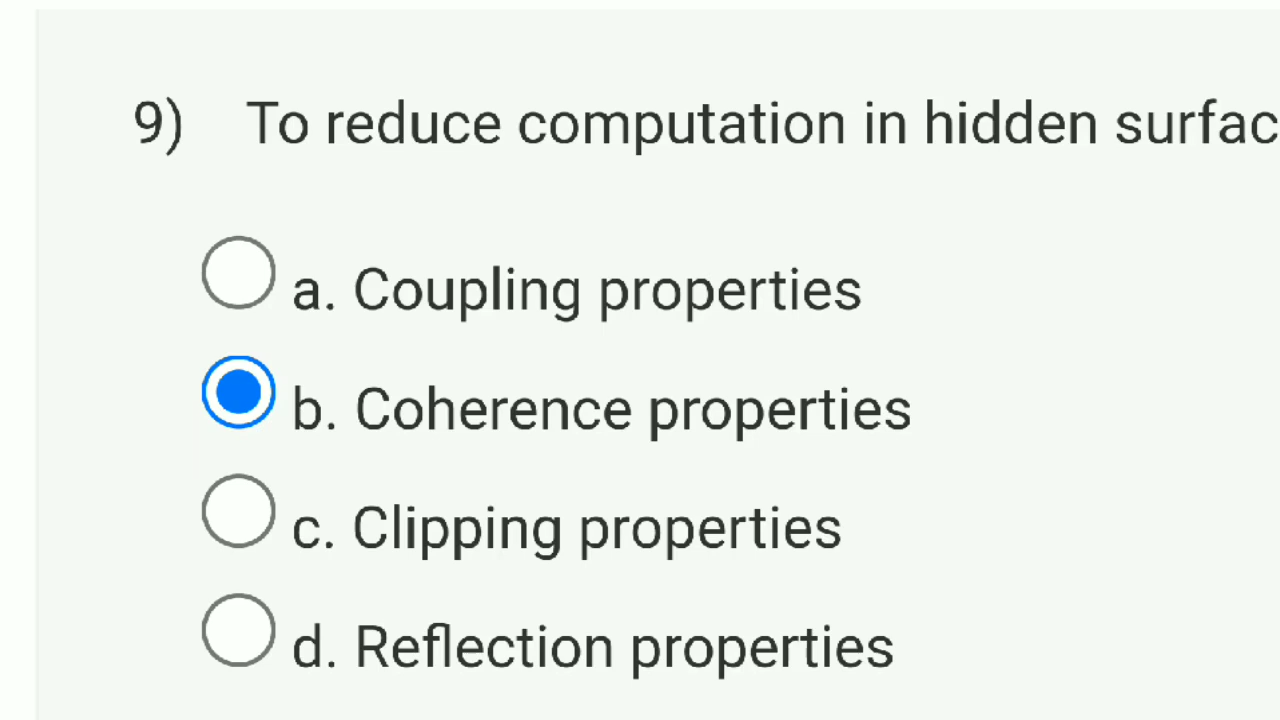 9) To reduce computation in hidden surfac
a. Coupling properties
b. Coherence properties
c. Clipping properties
d. Reflection properties